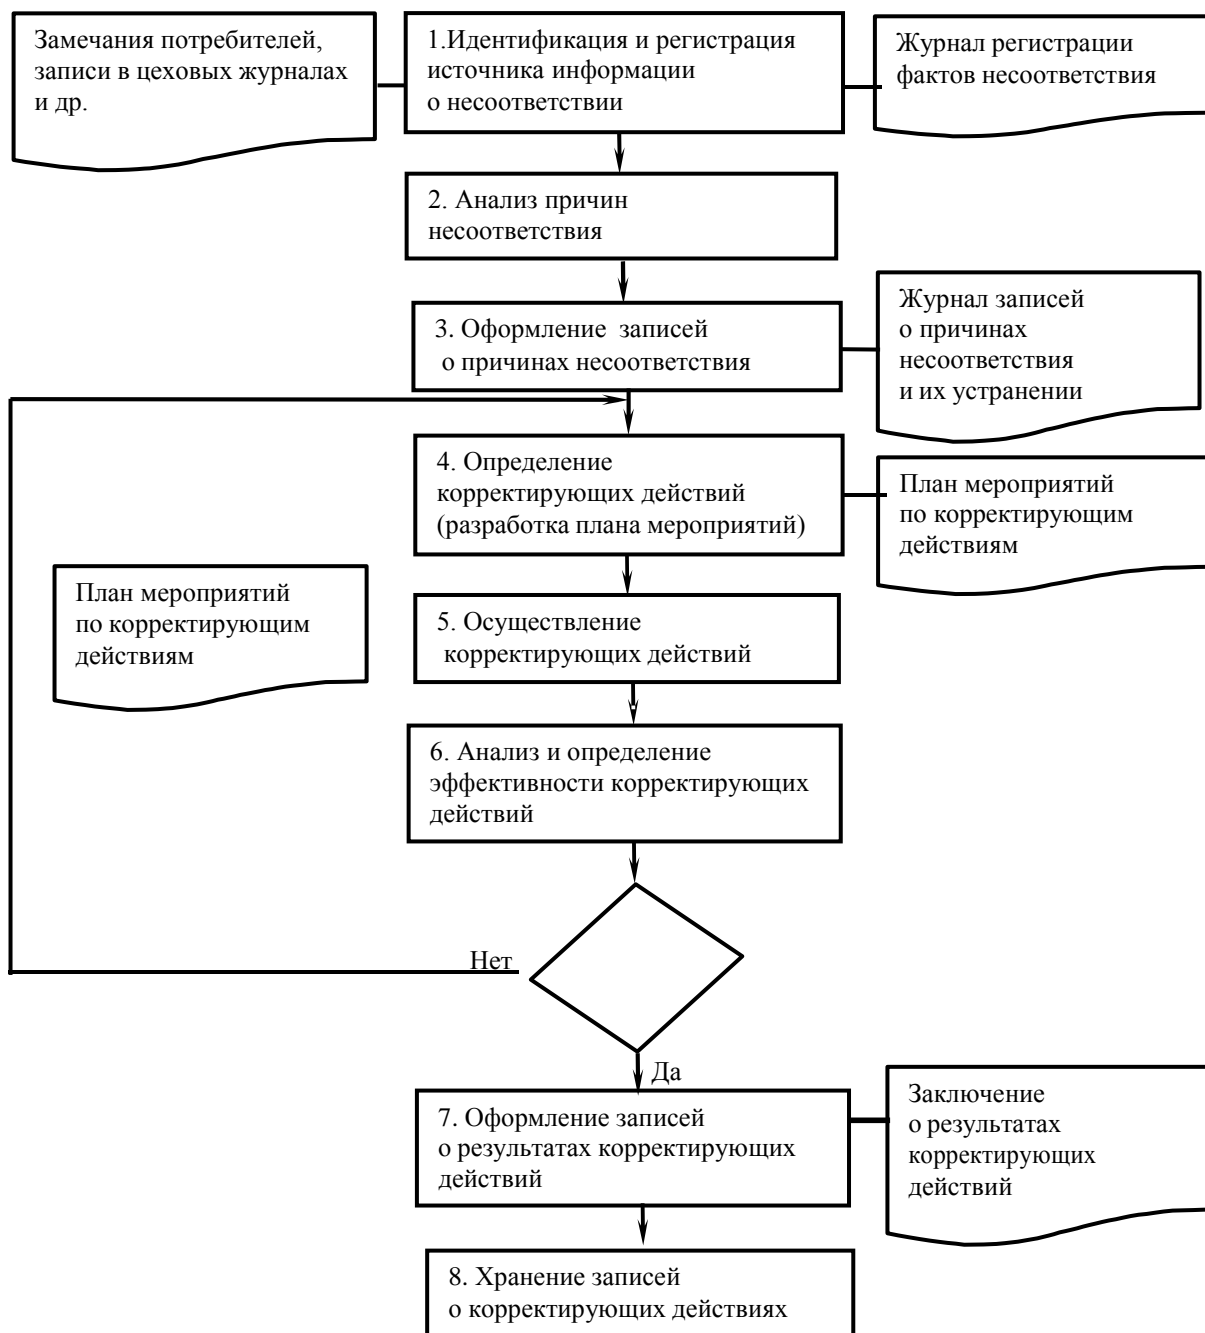 Замечания потребителей,
записи в цеховых журналах
и др.
1.Идентификация и регистрация
источника информации
о несоответствии
Журнал регистрации
фактов несоответствия
2. Анализ причин
несоответствия
3. Оформление записей
о причинах несоответствия
Журнал записей
о причинах
несоответствия
и их устранении
4. Определение
корректирующих действий
(разработка плана мероприятий)
План мероприятий
по корректирующим
действиям
План мероприятий
по корректирующим
действиям
5. Осуществление
корректирующих действий
6. Анализ и определение
эффективности корректирующих
действий
Нет
Да
7. Оформление записей
о результатах корректирующих
действий
Заключение
о результатах
корректирующих
действий
8. Хранение записей
о корректирующих действиях